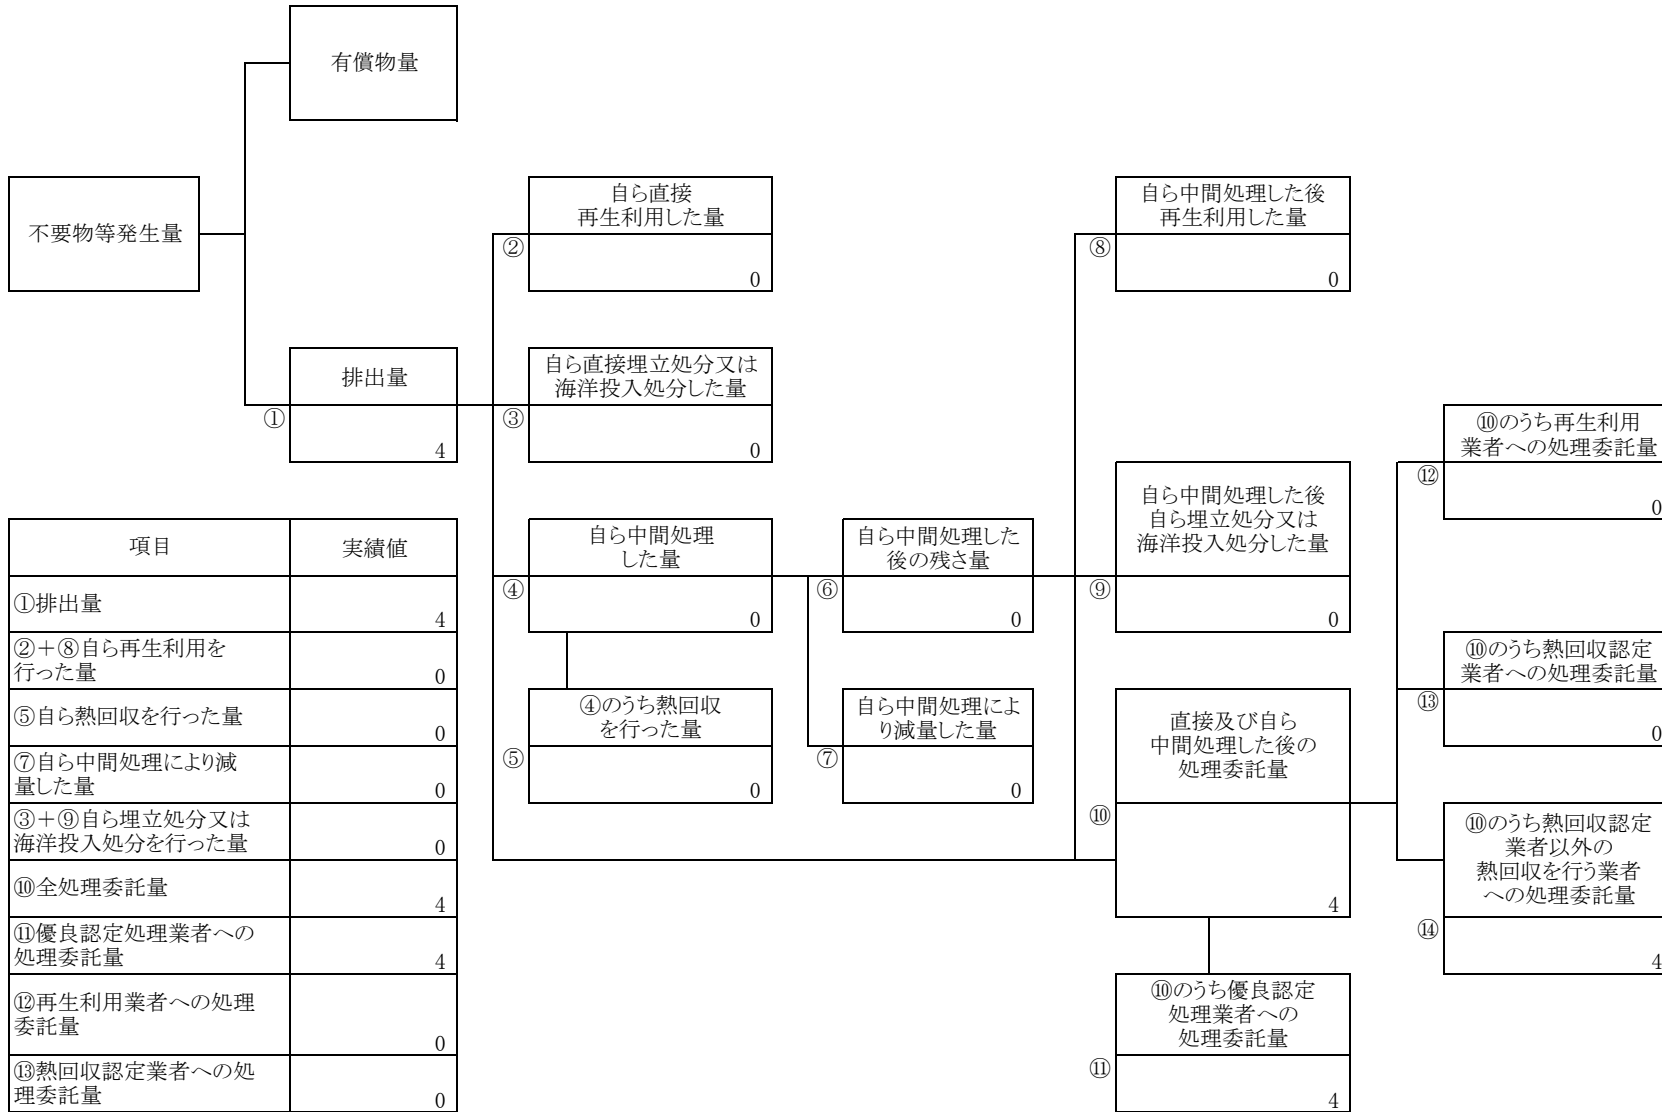 有償物量
不要物等発生量
自ら直接
再生利用した量
②
0
自ら中間処理した後
再生利用した量
⑧
0
排出量
①
4
自ら直接埋立処分又は
海洋投入処分した量
③
0
⑩のうち再生利用
業者への処理委託量
⑫
0
自ら中間処理
した量
④
0
自ら中間処理した
後の残さ量
⑥
0
自ら中間処理した後
自ら埋立処分又は
海洋投入処分した量
⑨
0
⑩のうち熱回収認定
業者への処理委託量
⑬
0
④のうち熱回収
を行った量
⑤
0
自ら中間処理によ
り減量した量
⑦
0
直接及び自ら
中間処理した後の
処理委託量
⑩
4
⑩のうち熱回収認定
業者以外の
熱回収を行う業者
への処理委託量
⑭
4
⑩のうち優良認定
処理業者への
処理委託量
⑪
4
項目 実績値
①排出量 4
②+⑧自ら再生利用を
行った量 0
⑤自ら熱回収を行った量 0
⑦自ら中間処理により減
量した量 0
③+⑨自ら埋立処分又は
海洋投入処分を行った量 0
⑩全処理委託量 4
⑪優良認定処理業者への
処理委託量 4
⑫再生利用業者への処理
委託量 0
⑬熱回収認定業者への処
理委託量 0